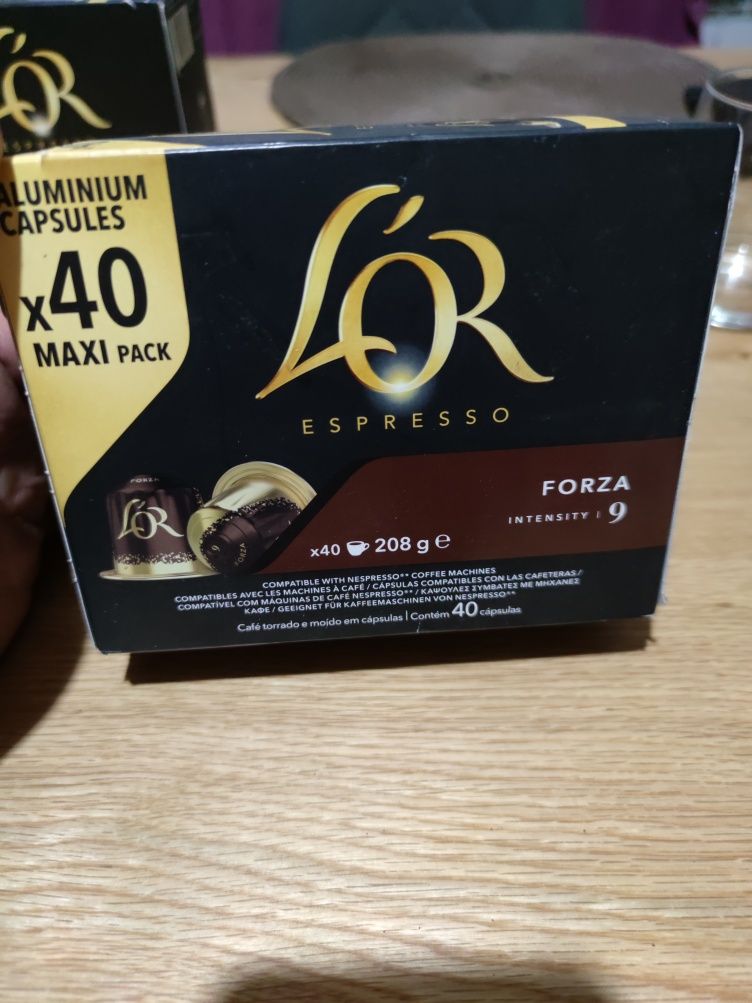 L'OR
ALUMINIUM
CAPSULES
x40
MAXI PACK
L'OR
ESPRESSO
FORZA
INTENSITY | 9
FORZA
L'OR
9
FORZA
x40 208 g ℮
COMPATIBLE WITH NESPRESSO** COFFEE MACHINES
COMPATIBLES AVEC LES MACHINES À CAFÉ / CÁPSULAS COMPATIBLES CON LAS CAFETERAS /
COMPATÍVEL COM MÁQUINAS DE CAFÉ NESPRESSO** / ΚΑΨΟΥΛΕΣ ΣΥΜΒΑΤΕΣ ΜΕ ΜΗΧΑΝΕΣ
ΚΑΦΕ / GEEIGNET FÜR KAFFEEMASCHINEN VON NESPRESSO**
Café torrado e moído em cápsulas | Contém 40 cápsulas